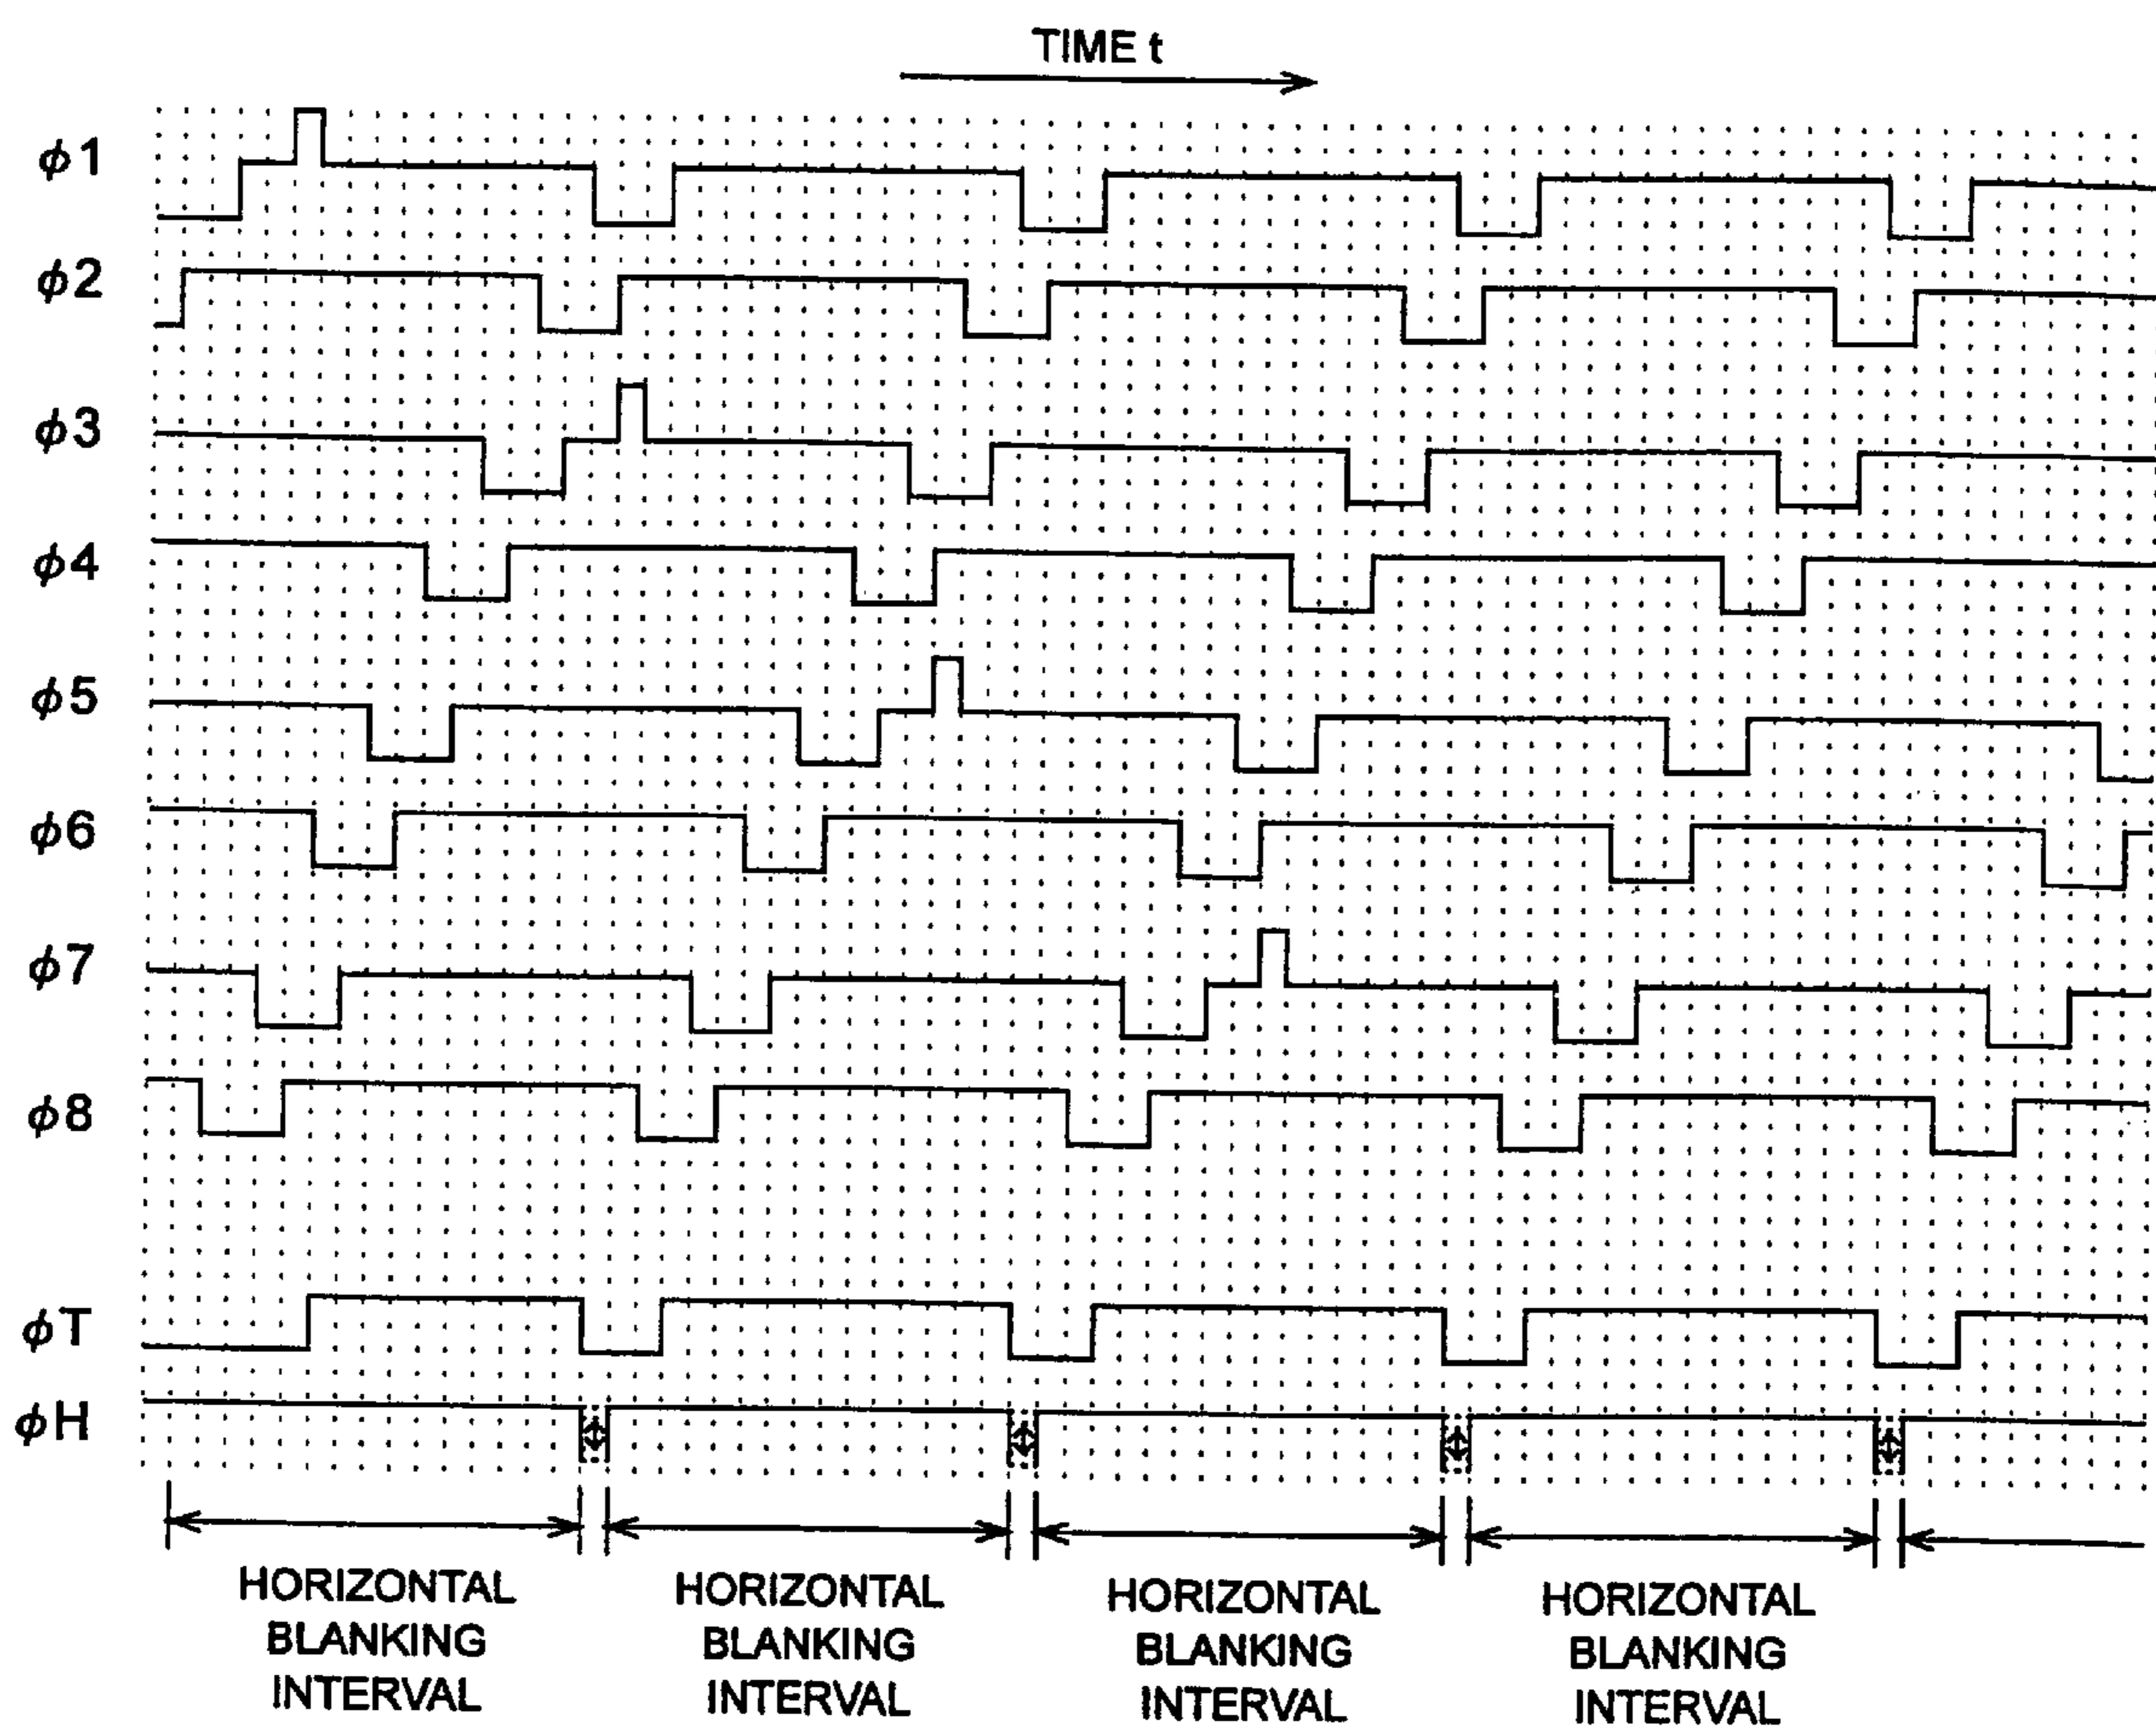 TIME t
ϕ1
ϕ2
ϕ3
ϕ4
ϕ5
ϕ6
ϕ7
ϕ8
ϕT
ϕH
HORIZONTAL
BLANKING
INTERVAL
HORIZONTAL
BLANKING
INTERVAL
HORIZONTAL
BLANKING
INTERVAL
HORIZONTAL
BLANKING
INTERVAL